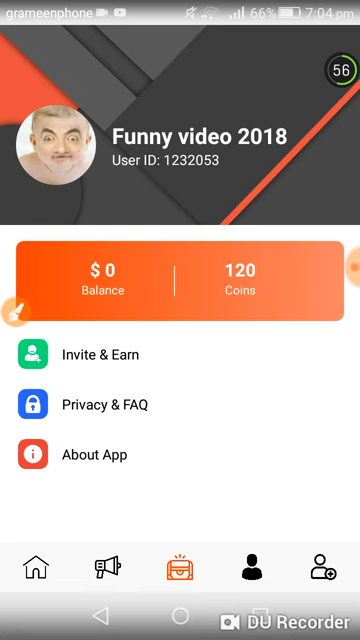 grameenphone 66% 7:04 pm
56
Funny video 2018
User ID: 1232053
$ 0 120
Balance Coins
Invite & Earn
Privacy & FAQ
About App
DU Recorder